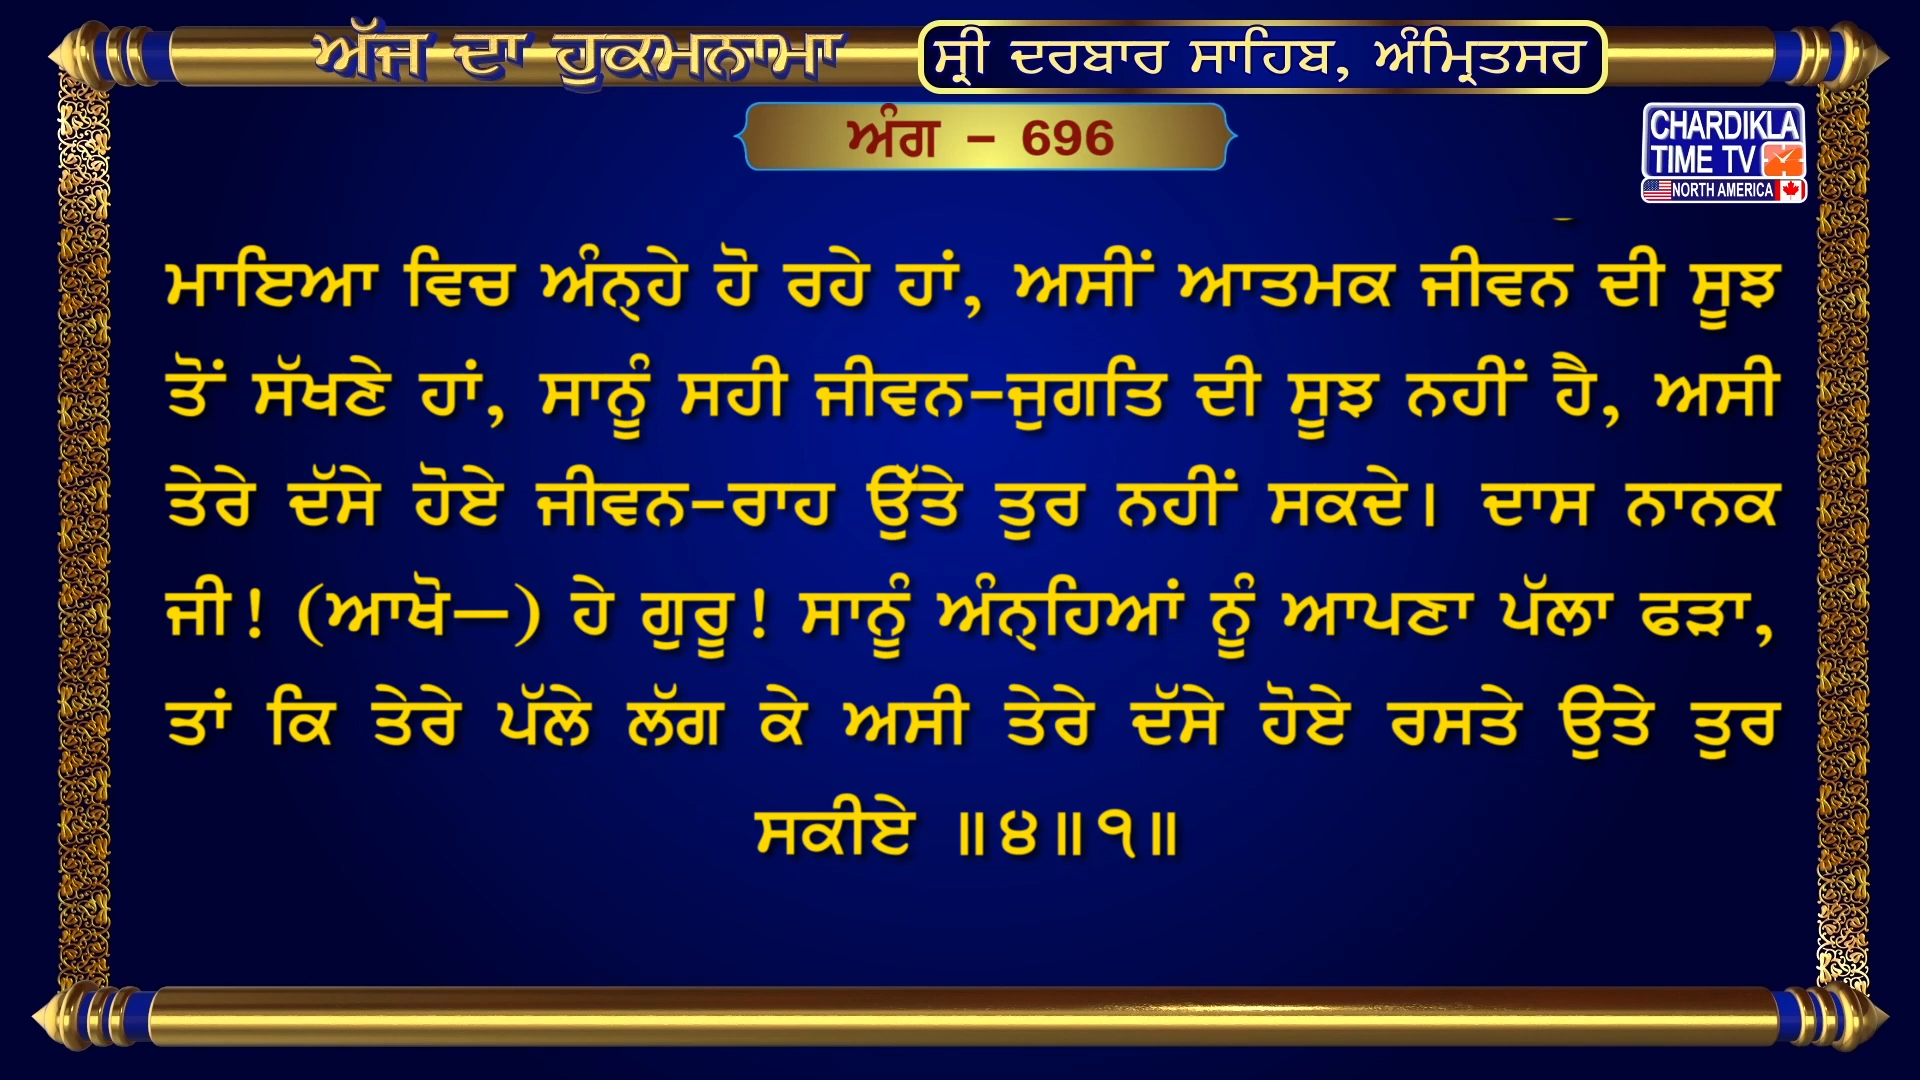 ਅੱਜ ਦਾ ਹੁਕਮਨਾਮਾ
ਸ੍ਰੀ ਦਰਬਾਰ ਸਾਹਿਬ, ਅੰਮ੍ਰਿਤਸਰ
ਅੰਗ - 696
CHARDIKLA
TIME TV
NORTH AMERICA
ਮਾਇਆ ਵਿਚ ਅੰਨ੍ਹੇ ਹੋ ਰਹੇ ਹਾਂ, ਅਸੀਂ ਆਤਮਕ ਜੀਵਨ ਦੀ ਸੂਝ
ਤੋਂ ਸੱਖਣੇ ਹਾਂ, ਸਾਨੂੰ ਸਹੀ ਜੀਵਨ-ਜੁਗਤਿ ਦੀ ਸੂਝ ਨਹੀਂ ਹੈ, ਅਸੀ
ਤੇਰੇ ਦੱਸੇ ਹੋਏ ਜੀਵਨ-ਰਾਹ ਉੱਤੇ ਤੁਰ ਨਹੀਂ ਸਕਦੇ। ਦਾਸ ਨਾਨਕ
ਜੀ! (ਆਖੋ—) ਹੇ ਗੁਰੂ! ਸਾਨੂੰ ਅੰਨ੍ਹਿਆਂ ਨੂੰ ਆਪਣਾ ਪੱਲਾ ਫੜਾ,
ਤਾਂ ਕਿ ਤੇਰੇ ਪੱਲੇ ਲੱਗ ਕੇ ਅਸੀ ਤੇਰੇ ਦੱਸੇ ਹੋਏ ਰਸਤੇ ਉਤੇ ਤੁਰ
ਸਕੀਏ ॥੪॥੧॥